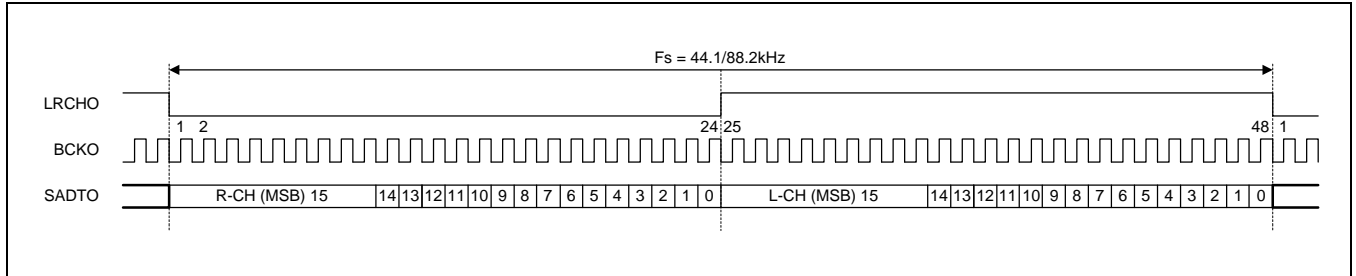 Fs = 44.1/88.2kHz
LRCHO
1 2 24 25 48 1
BCKO
SADTO R-CH (MSB) 15 14 13 12 11 10 9 8 7 6 5 4 3 2 1 0 L-CH (MSB) 15 14 13 12 11 10 9 8 7 6 5 4 3 2 1 0